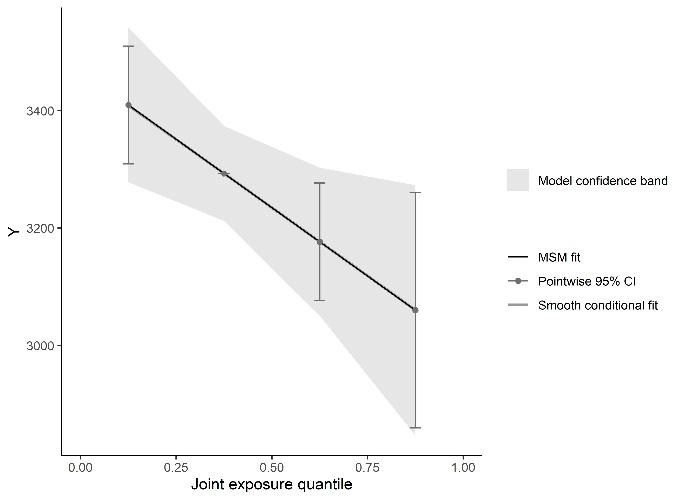 3400
3200
3000
Y
0.00 0.25 0.50 0.75 1.00
Joint exposure quantile
Model confidence band
MSM fit
Pointwise 95% CI
Smooth conditional fit